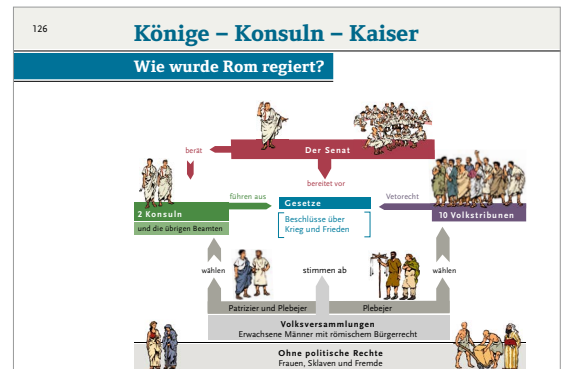 126
Könige – Konsuln – Kaiser
Wie wurde Rom regiert?
berät
Der Senat
bereitet vor
führen aus
Gesetze
Vetorecht
2 Konsuln
und die übrigen Beamten
Beschlüsse über
Krieg und Frieden
10 Volkstribunen
wählen
stimmen ab
wählen
Patrizier und Plebejer
Plebejer
Volksversammlungen
Erwachsene Männer mit römischem Bürgerrecht
Ohne politische Rechte
Frauen, Sklaven und Fremde